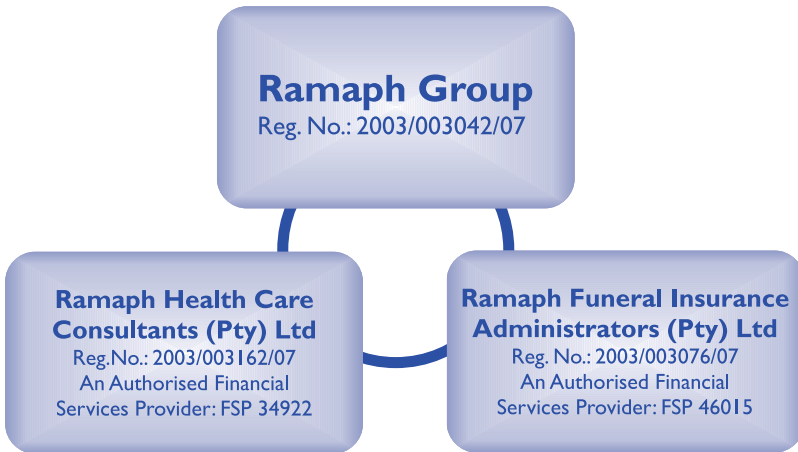 Ramaph Group
Reg. No.: 2003/003042/07
Ramaph Health Care
Consultants (Pty) Ltd
Reg.No.: 2003/003162/07
An Authorised Financial
Services Provider: FSP 34922
Ramaph Funeral Insurance
Administrators (Pty) Ltd
Reg. No.: 2003/003076/07
An Authorised Financial
Services Provider: FSP 46015